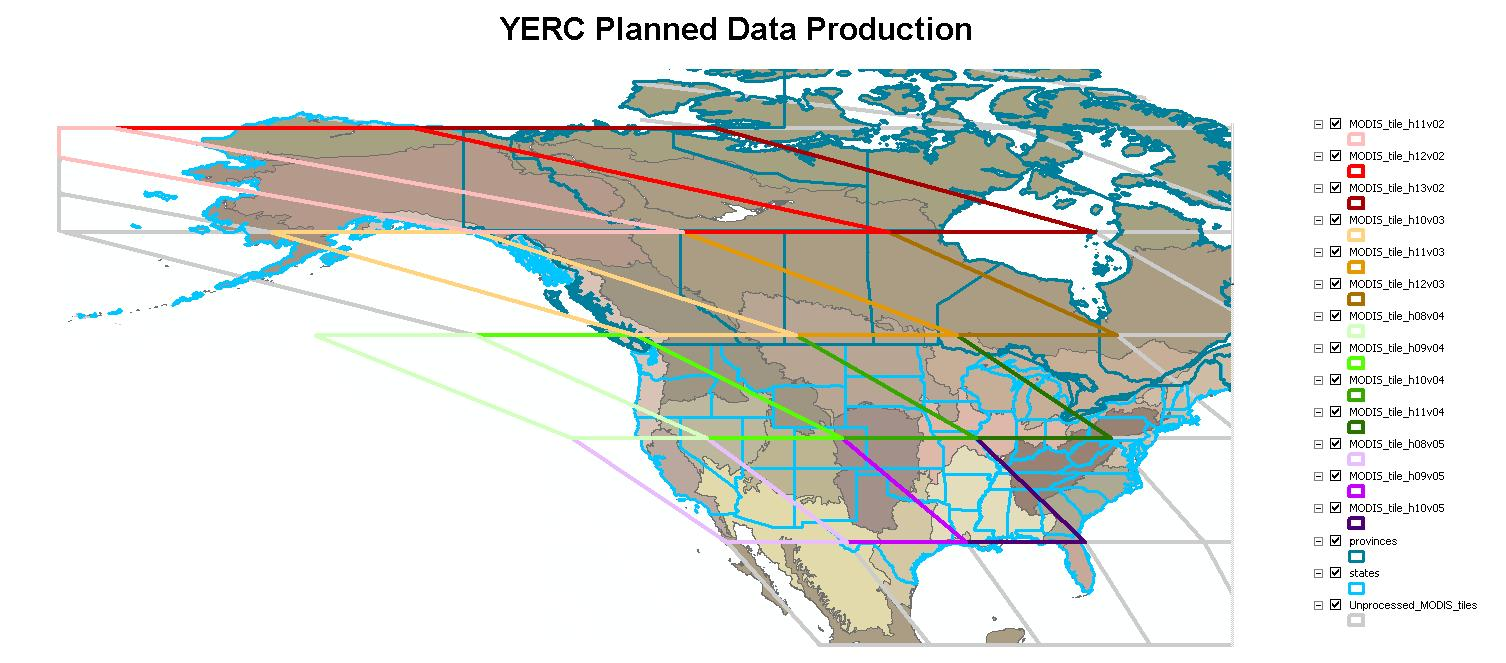 YERC Planned Data Production
MODIS_tile_h11v02
MODIS_tile_h12v02
MODIS_tile_h13v02
MODIS_tile_h10v03
MODIS_tile_h11v03
MODIS_tile_h12v03
MODIS_tile_h08v04
MODIS_tile_h09v04
MODIS_tile_h10v04
MODIS_tile_h11v04
MODIS_tile_h08v05
MODIS_tile_h09v05
MODIS_tile_h10v05
provinces
states
Unprocessed_MODIS_tiles